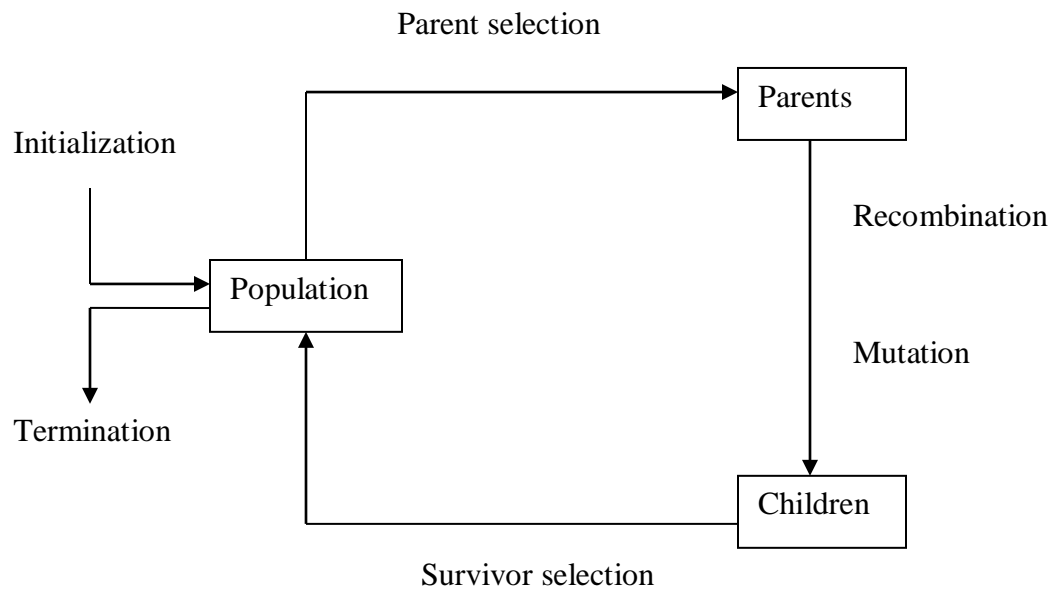 Parent selection
Parents
Initialization
Recombination
Population
Mutation
Termination
Children
Survivor selection